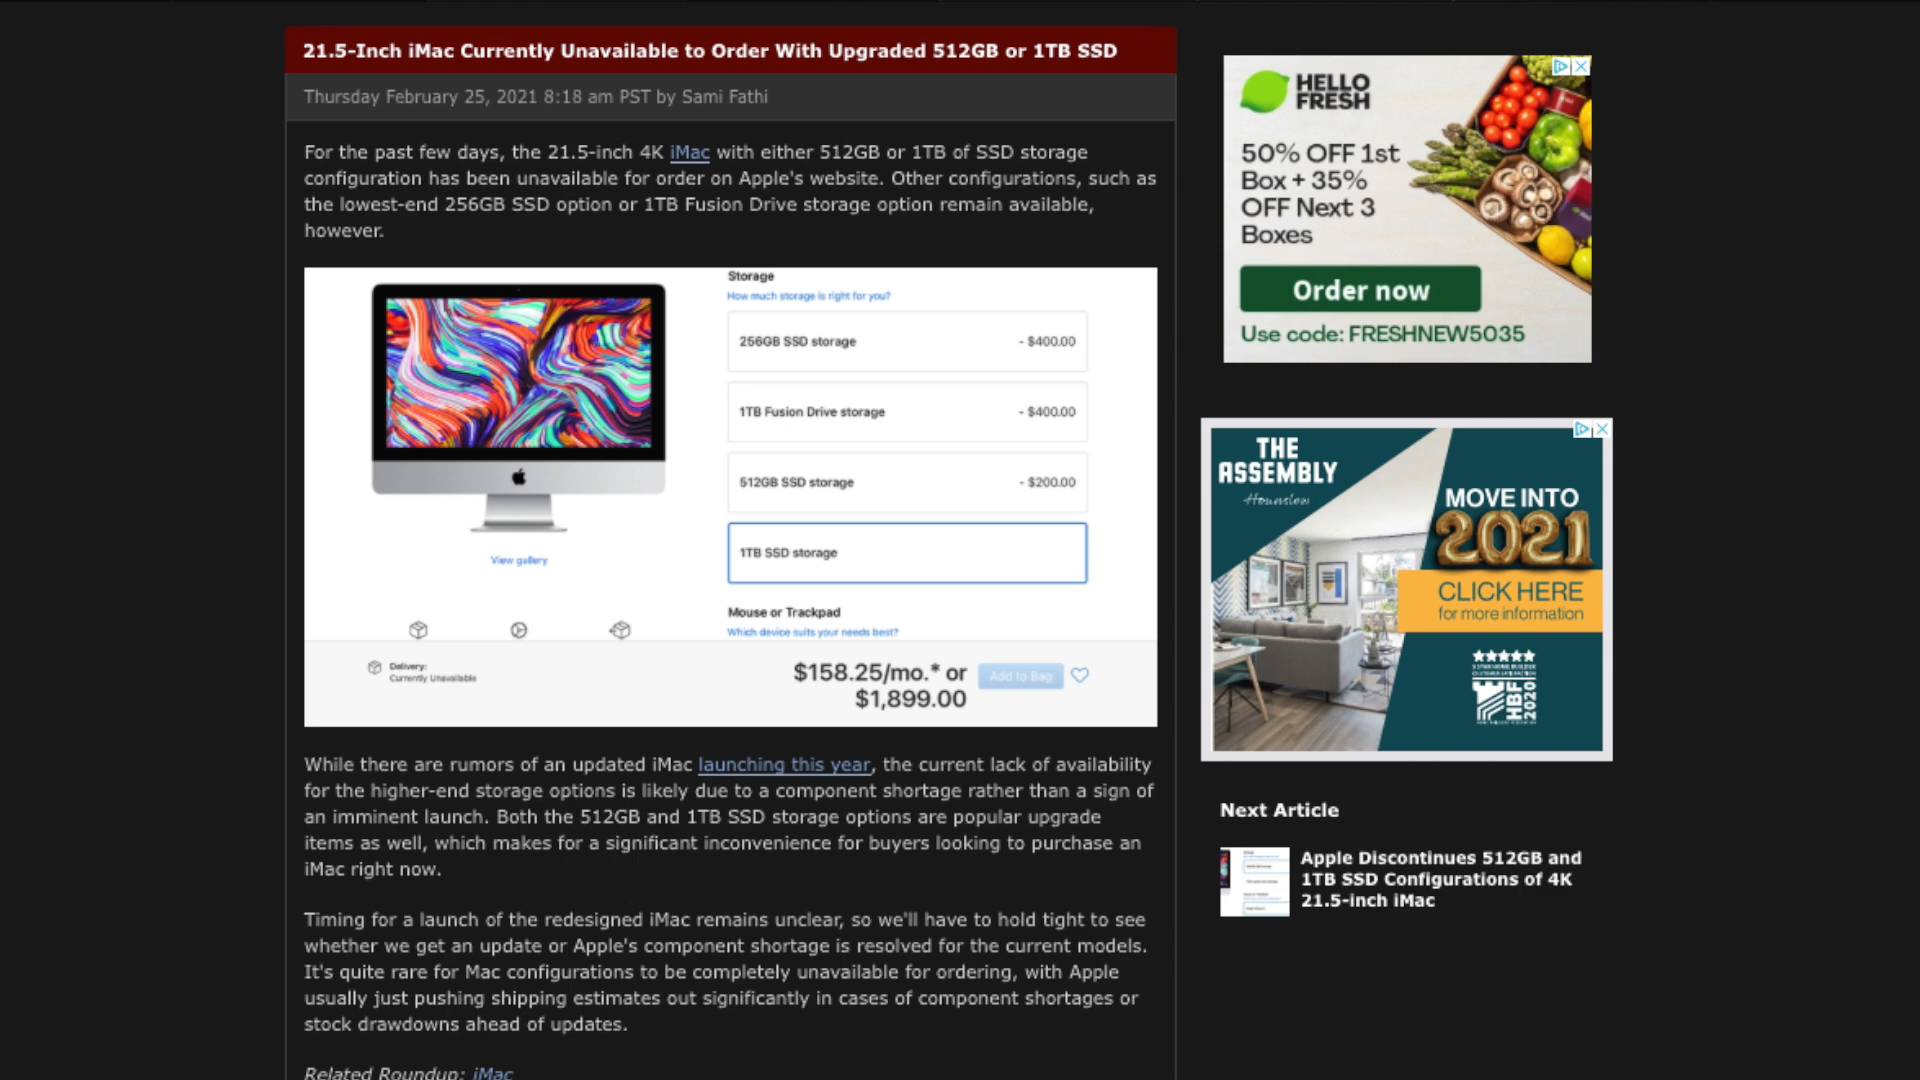 21.5-Inch iMac Currently Unavailable to Order With Upgraded 512GB or 1TB SSD
Thursday February 25, 2021 8:18 am PST by Sami Fathi
For the past few days, the 21.5-inch 4K iMac with either 512GB or 1TB of SSD storage
configuration has been unavailable for order on Apple's website. Other configurations, such as
the lowest-end 256GB SSD option or 1TB Fusion Drive storage option remain available,
however.
Storage
How much storage is right for you?
256GB SSD storage - $400.00
1TB Fusion Drive storage - $400.00
512GB SSD storage - $200.00
1TB SSD storage
View gallery
Mouse or Trackpad
Which device suits your needs best?
Delivery:
Currently Unavailable
$158.25/mo.* or
$1,899.00
Add to Bag
While there are rumors of an updated iMac launching this year, the current lack of availability
for the higher-end storage options is likely due to a component shortage rather than a sign of
an imminent launch. Both the 512GB and 1TB SSD storage options are popular upgrade
items as well, which makes for a significant inconvenience for buyers looking to purchase an
iMac right now.
Timing for a launch of the redesigned iMac remains unclear, so we'll have to hold tight to see
whether we get an update or Apple's component shortage is resolved for the current models.
It's quite rare for Mac configurations to be completely unavailable for ordering, with Apple
usually just pushing shipping estimates out significantly in cases of component shortages or
stock drawdowns ahead of updates.
Related Roundup: iMac
HELLO
FRESH
50% OFF 1st
Box + 35%
OFF Next 3
Boxes
Order now
Use code: FRESHNEW5035
THE
ASSEMBLY
Hounslow
MOVE INTO
2021
CLICK HERE
for more information
HBF
2020
Next Article
Apple Discontinues 512GB and
1TB SSD Configurations of 4K
21.5-inch iMac